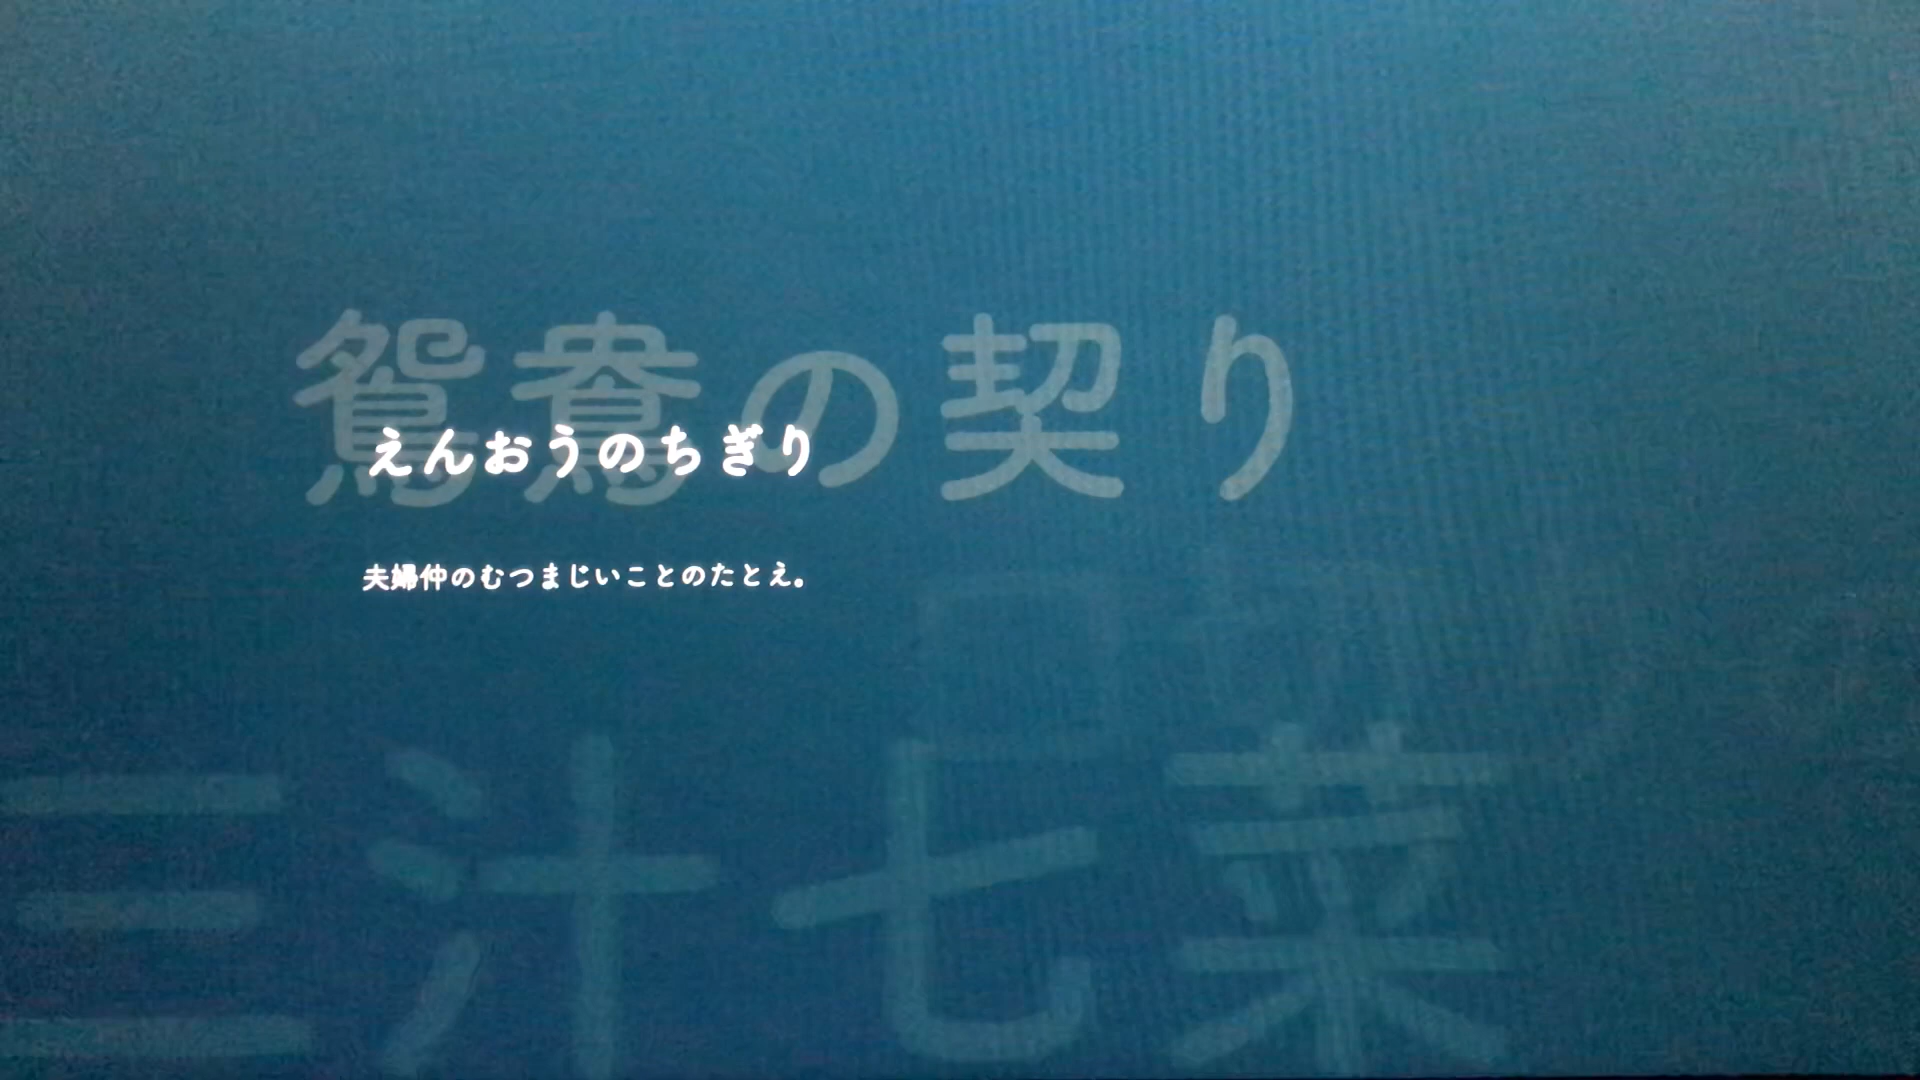 鴛鴦の契り
えんおうのちぎり
夫婦仲のむつまじいことのたとえ。
三汁七菜